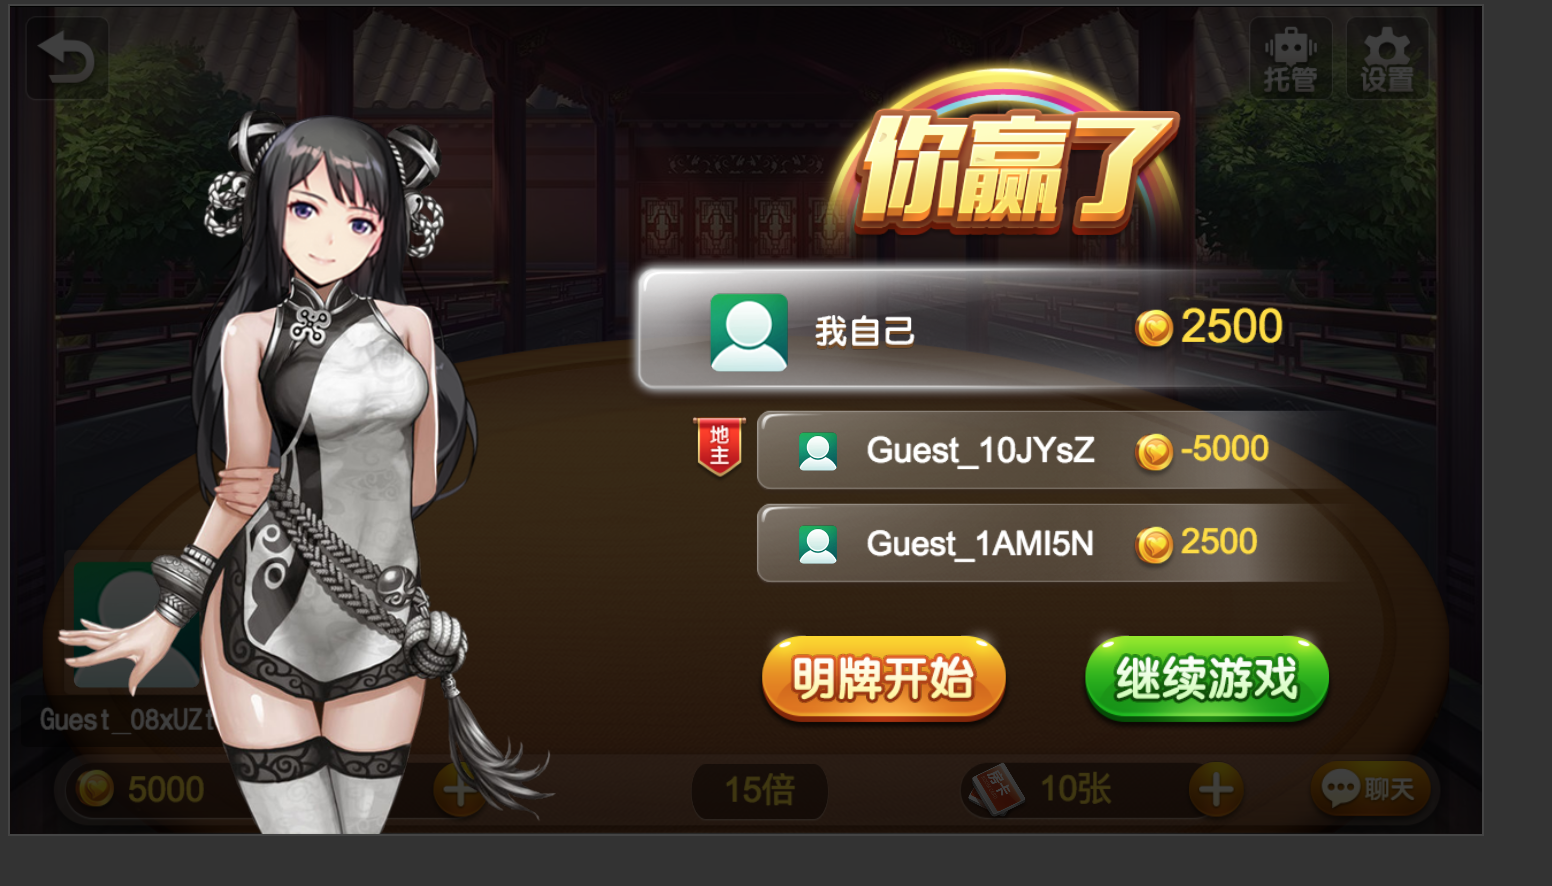 托管
设置
你赢了
我自己
2500
地主
Guest_10JYsZ
-5000
Guest_1AMI5N
2500
明牌开始
继续游戏
Guest_08xUZ
5000
15倍
10张
聊天